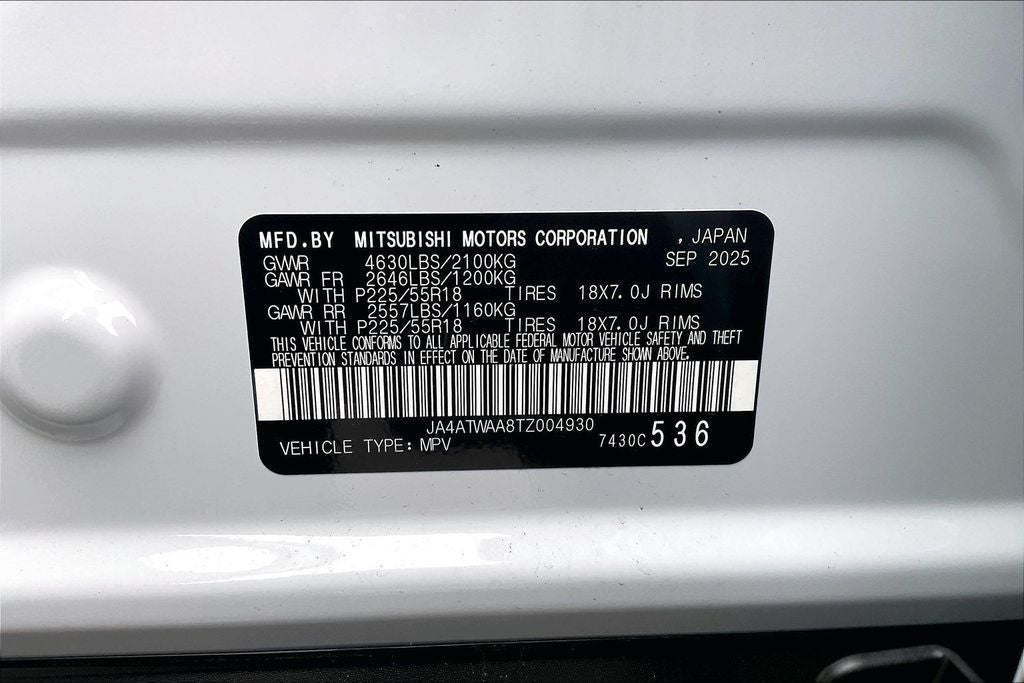 MFD.BY MITSUBISHI MOTORS CORPORATION , JAPAN
SEP 2025
GVWR 4630LBS/2100KG
GAWR FR 2646LBS/1200KG
WITH P225/55R18 TIRES 18X7.0J RIMS
GAWR RR 2557LBS/1160KG
WITH P225/55R18 TIRES 18X7.0J RIMS
THIS VEHICLE CONFORMS TO ALL APPLICABLE FEDERAL MOTOR VEHICLE SAFETY AND THEFT
PREVENTION STANDARDS IN EFFECT ON THE DATE OF MANUFACTURE SHOWN ABOVE.
JA4ATWAA8TZ004930
VEHICLE TYPE: MPV 7430C 536